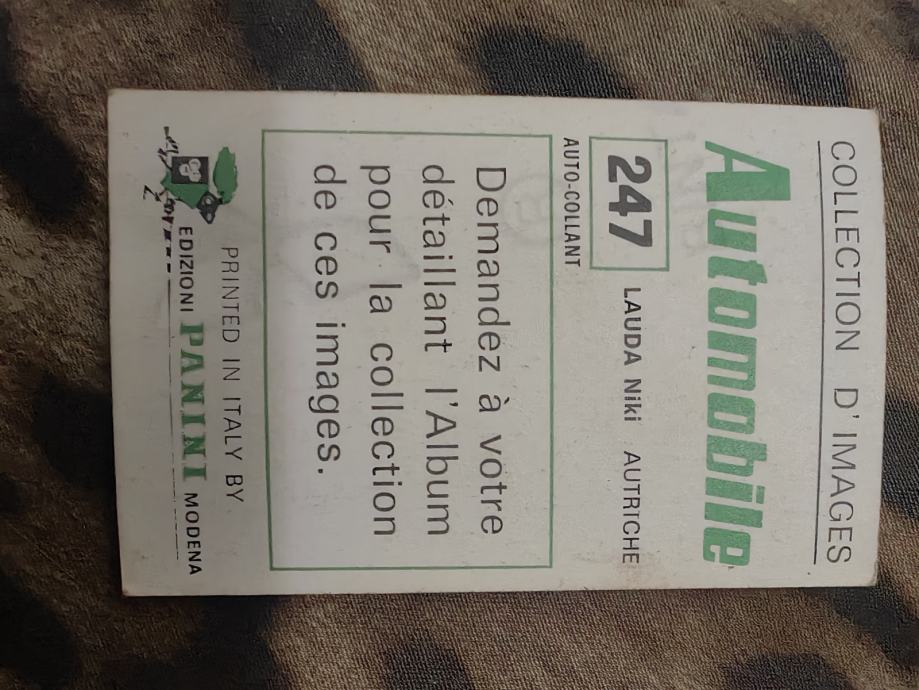 COLLECTION D'IMAGES
Automobile
247 LAUDA Niki AUTRICHE
AUTO-COLLANT
Demandez à votre
détaillant l'Album
pour la collection
de ces images.
PRINTED IN ITALY BY
EDIZIONI PANINI MODENA